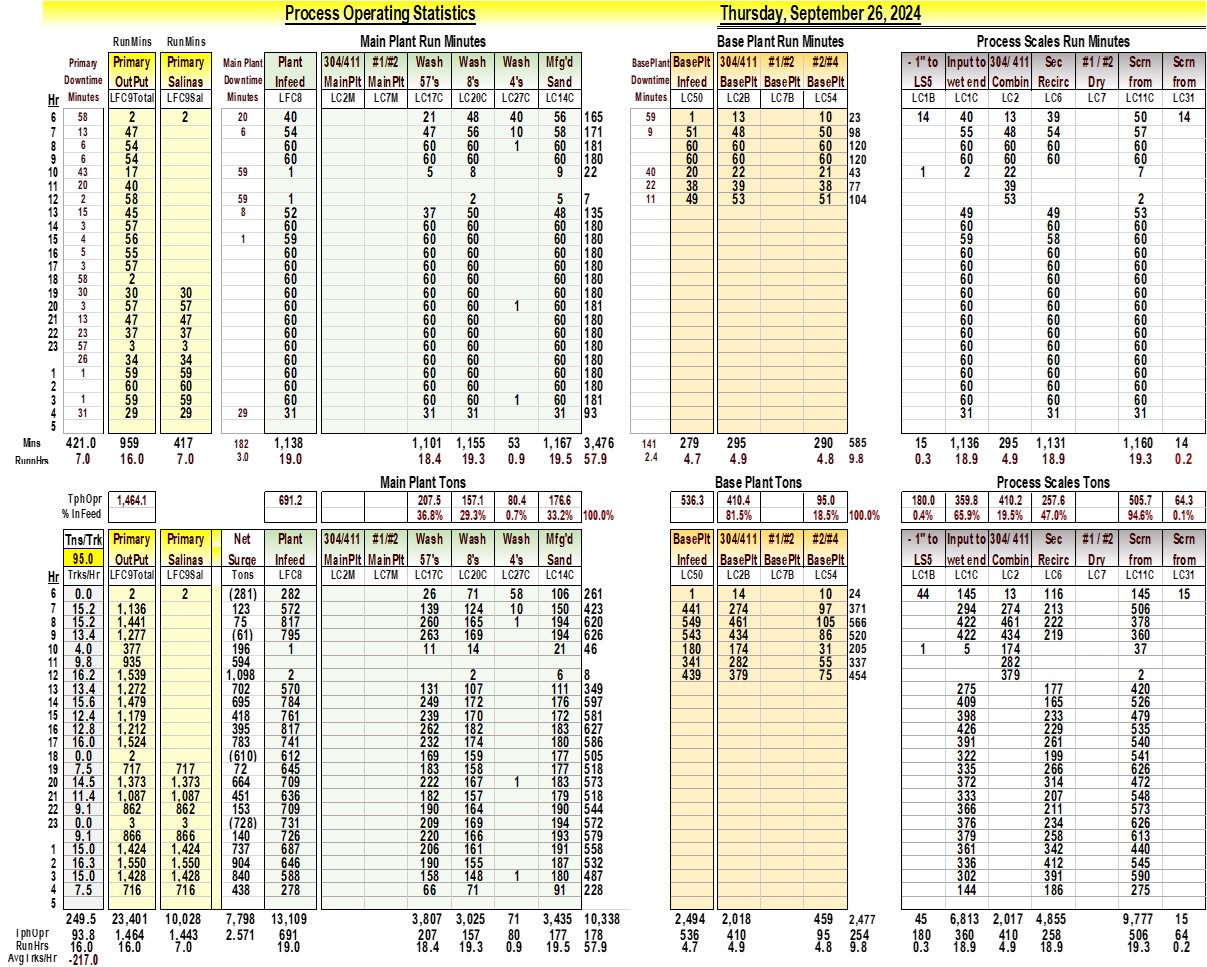 Process Operating Statistics Thursday, September 26, 2024
RunMins RunMins Main Plant Run Minutes Base Plant Run Minutes Process Scales Run Minutes
Primary Primary Primary Main Plant Plant 304/411 #1/#2 Wash Wash Wash Mfg'd BasePlant BasePlt 304/411 #1/#2 #2/#4 - 1" to Input to 304/ 411 Sec #1 / #2 Scrn Scrn
Downtime OutPut Salinas Downtime Infeed MainPlt MainPlt 57's 8's 4's Sand Downtime Infeed BasePlt BasePlt BasePlt LS5 wet end Combin Recirc Dry from from
Hr Minutes LFC9Total LFC9Sal Minutes LFC8 LC2M LC7M LC17C LC20C LC27C LC14C Minutes LC50 LC2B LC7B LC54 LC1B LC1C LC2 LC6 LC7 LC11C LC31
6 58 2 2 20 40 21 48 40 56 165 59 1 13 10 23 14 40 13 39 50 14
7 13 47 6 54 47 56 10 58 171 9 51 48 50 98 55 48 54 57
8 6 54 60 60 60 1 60 181 60 60 60 120 60 60 60 60
9 6 54 60 60 60 60 180 60 60 60 120 60 60 60 60
10 43 17 59 1 5 8 9 22 40 20 22 21 43 1 2 22 7
11 20 40 22 38 39 38 77 39
12 2 58 59 1 2 5 7 11 49 53 51 104 53 2
13 15 45 8 52 37 50 48 135 49 49 53
14 3 57 60 60 60 60 180 60 60 60
15 4 56 1 59 60 60 60 180 59 58 60
16 5 55 60 60 60 60 180 60 60 60
17 3 57 60 60 60 60 180 60 60 60
18 58 2 60 60 60 60 180 60 60 60
19 30 30 30 60 60 60 60 180 60 60 60
20 3 57 57 60 60 60 1 60 181 60 60 60
21 13 47 47 60 60 60 60 180 60 60 60
22 23 37 37 60 60 60 60 180 60 60 60
23 57 3 3 60 60 60 60 180 60 60 60
26 34 34 60 60 60 60 180 60 60 60
1 1 59 59 60 60 60 60 180 60 60 60
2 60 60 60 60 60 60 180 60 60 60
3 1 59 59 60 60 60 1 60 181 60 60 60
4 31 29 29 29 31 31 31 31 93 31 31 31
5
Mins 421.0 959 417 182 1,138 1,101 1,155 53 1,167 3,476 141 279 295 290 585 15 1,136 295 1,131 1,160 14
RunnHrs 7.0 16.0 7.0 3.0 19.0 18.4 19.3 0.9 19.5 57.9 2.4 4.7 4.9 4.8 9.8 0.3 18.9 4.9 18.9 19.3 0.2
Main Plant Tons Base Plant Tons Process Scales Tons
TphOpr 1,464.1 691.2 207.5 157.1 80.4 176.6 536.3 410.4 95.0 180.0 359.8 410.2 257.6 505.7 64.3
% InFeed 36.8% 29.3% 0.7% 33.2% 100.0% 81.5% 18.5% 100.0% 0.4% 65.9% 19.5% 47.0% 94.6% 0.1%
Tns/Trk Primary Primary Net Plant 304/411 #1/#2 Wash Wash Wash Mfg'd BasePlt 304/411 #1/#2 #2/#4 - 1" to Input to 304/ 411 Sec #1 / #2 Scrn Scrn
95.0 OutPut Salinas Surge Infeed MainPlt MainPlt 57's 8's 4's Sand Infeed BasePlt BasePlt BasePlt LS5 wet end Combin Recirc Dry from from
Hr Trks/Hr LFC9Total LFC9Sal Tons LFC8 LC2M LC7M LC17C LC20C LC27C LC14C LC50 LC2B LC7B LC54 LC1B LC1C LC2 LC6 LC7 LC11C LC31
6 0.0 2 2 (281) 282 26 71 58 106 261 1 14 10 24 44 145 13 116 145 15
7 15.2 1,136 123 572 139 124 10 150 423 441 274 97 371 294 274 213 506
8 15.2 1,441 75 817 260 165 1 194 620 549 461 105 566 422 461 222 378
9 13.4 1,277 (61) 795 263 169 194 626 543 434 86 520 422 434 219 360
10 4.0 377 196 1 11 14 21 46 180 174 31 205 1 5 174 37
11 9.8 935 594 341 282 55 337 282
12 16.2 1,539 1,098 2 2 6 8 439 379 75 454 379 2
13 13.4 1,272 702 570 131 107 111 349 275 177 420
14 15.6 1,479 695 784 249 172 176 597 409 165 526
15 12.4 1,179 418 761 239 170 172 581 398 233 479
16 12.8 1,212 395 817 262 182 183 627 426 229 535
17 16.0 1,524 783 741 232 174 180 586 391 261 540
18 0.0 2 (610) 612 169 159 177 505 322 199 541
19 7.5 717 717 72 645 183 158 177 518 335 266 626
20 14.5 1,373 1,373 664 709 222 167 1 183 573 372 314 472
21 11.4 1,087 1,087 451 636 182 157 179 518 333 207 548
22 9.1 862 862 153 709 190 164 190 544 366 211 573
23 0.0 3 3 (728) 731 209 169 194 572 376 234 626
9.1 866 866 140 726 220 166 193 579 379 258 613
1 15.0 1,424 1,424 737 687 206 161 191 558 361 342 440
2 16.3 1,550 1,550 904 646 190 155 187 532 336 412 545
3 15.0 1,428 1,428 840 588 158 148 1 180 487 302 391 590
4 7.5 716 716 438 278 66 71 91 228 144 186 275
5
249.5 23,401 10,028 7,798 13,109 3,807 3,025 71 3,435 10,338 2,494 2,018 459 2,477 45 6,813 2,017 4,855 9,777 15
TphOpr 93.8 1,464 1,443 2.571 691 207 157 80 177 178 536 410 95 254 180 360 410 258 506 64
RunHrs 16.0 16.0 7.0 19.0 18.4 19.3 0.9 19.5 57.9 4.7 4.9 4.8 9.8 0.3 18.9 4.9 18.9 19.3 0.2
AvgTrks/Hr -217.0